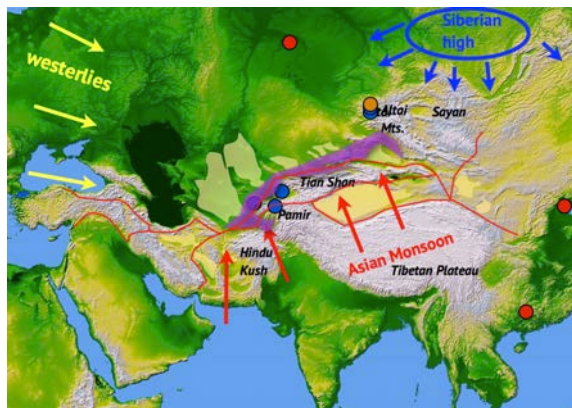 Siberian
high
westerlies
Altai
Mts.
Sayan
Tian Shan
Pamir
Hindu
Kush
Asian Monsoon
Tibetan Plateau